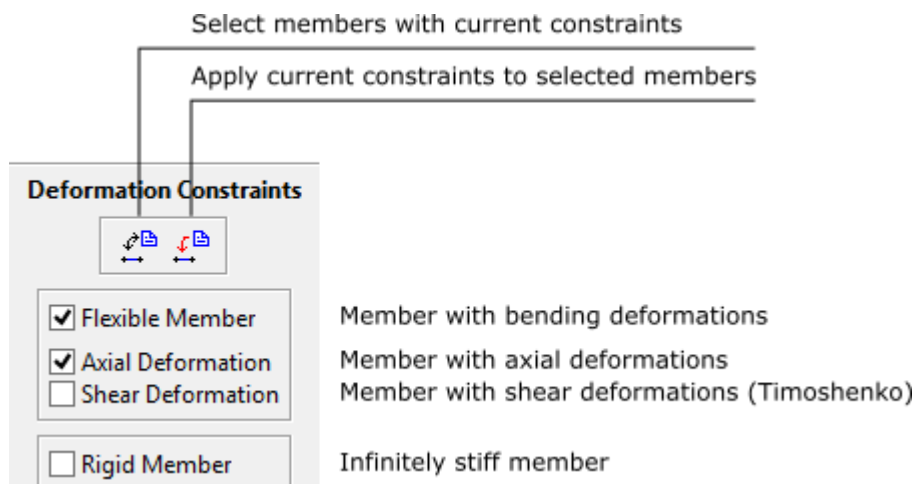 Select members with current constraints
Apply current constraints to selected members
Deformation Constraints
Flexible Member Member with bending deformations
Axial Deformation Member with axial deformations
Shear Deformation Member with shear deformations (Timoshenko)
Rigid Member Infinitely stiff member